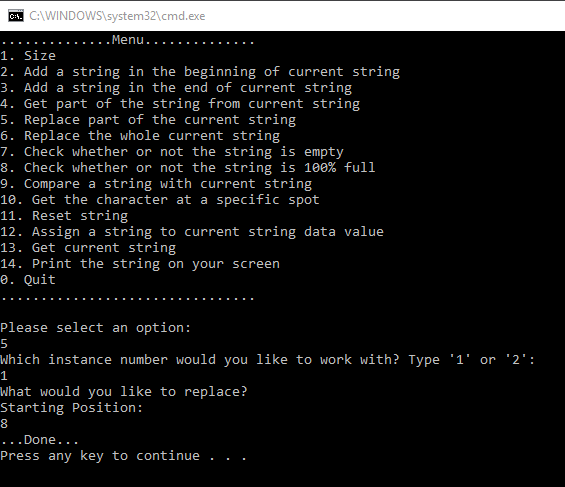 C:\WINDOWS\system32\cmd.exe
..............Menu..............
1. Size
2. Add a string in the beginning of current string
3. Add a string in the end of current string
4. Get part of the string from current string
5. Replace part of the current string
6. Replace the whole current string
7. Check whether or not the string is empty
8. Check whether or not the string is 100% full
9. Compare a string with current string
10. Get the character at a specific spot
11. Reset string
12. Assign a string to current string data value
13. Get current string
14. Print the string on your screen
0. Quit
................................
Please select an option:
5
Which instance number would you like to work with? Type '1' or '2':
1
What would you like to replace?
Starting Position:
8
...Done...
Press any key to continue . . .